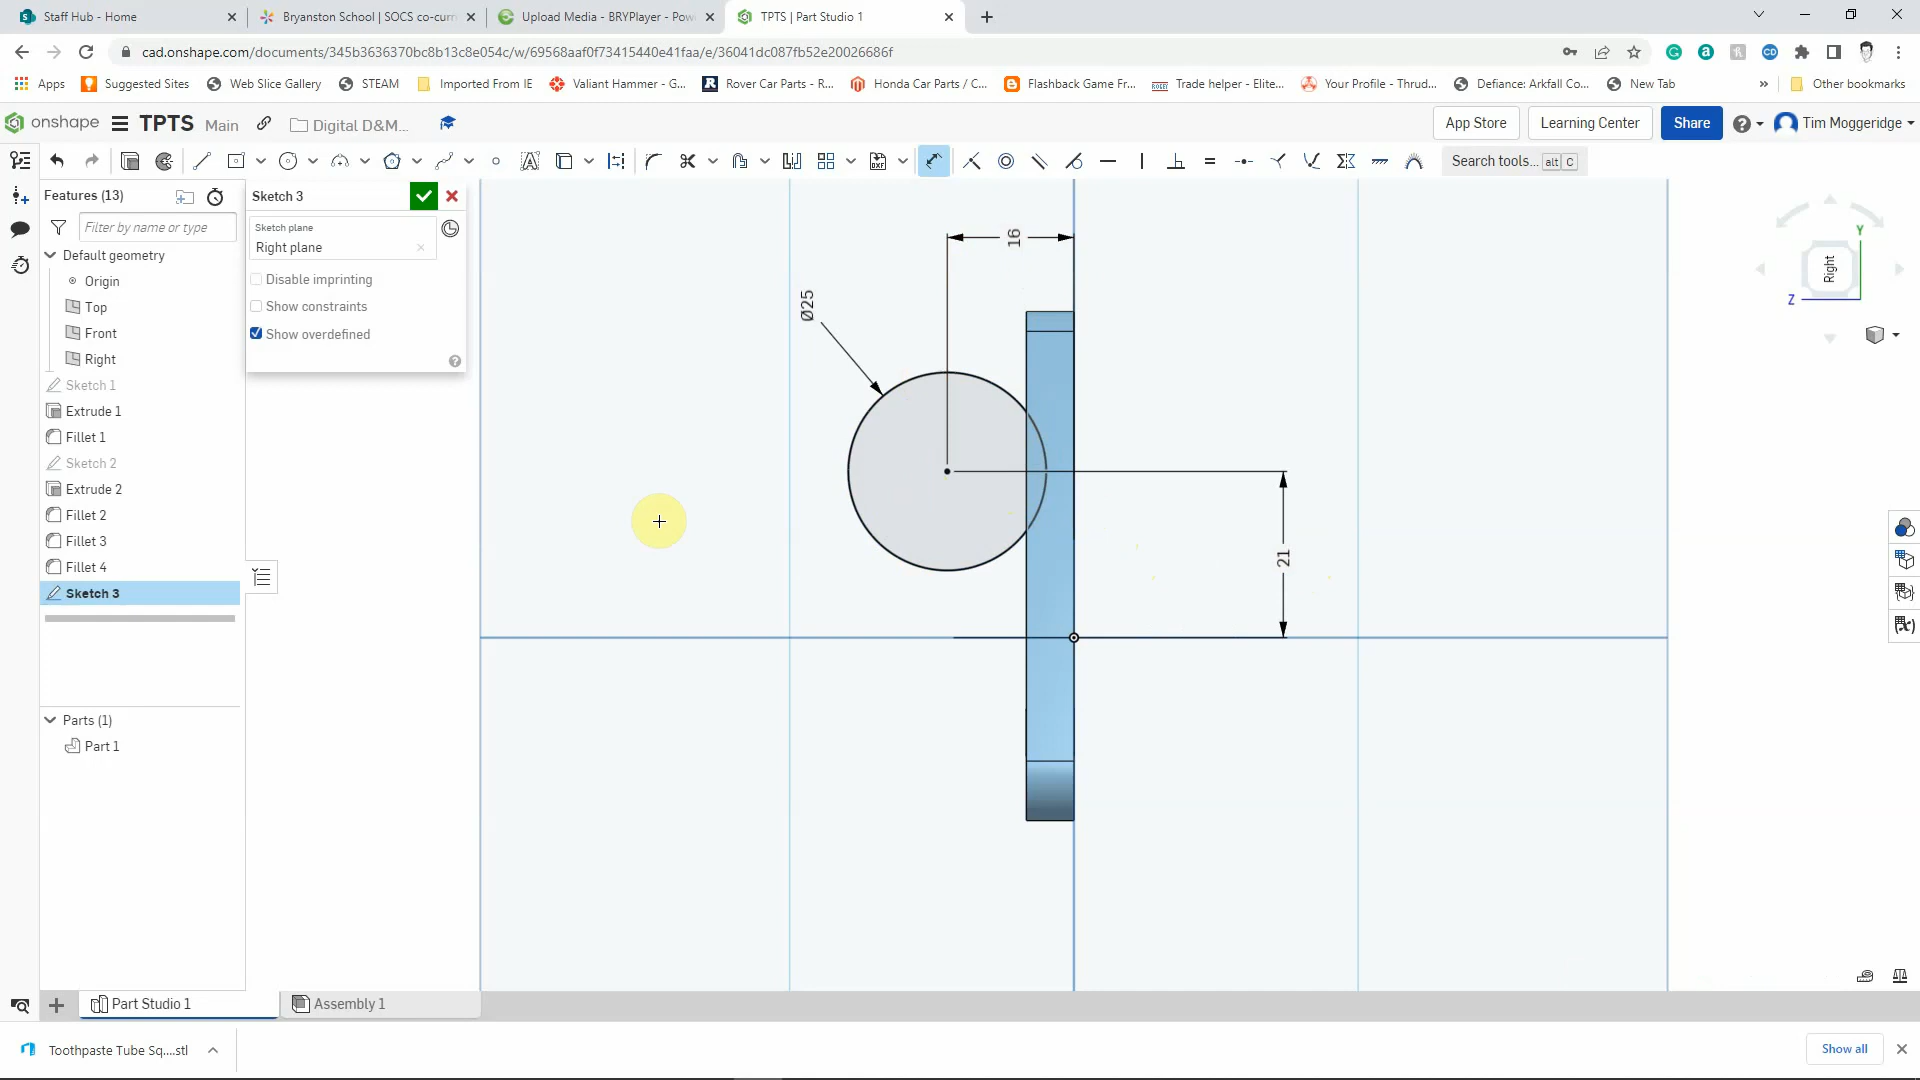 Staff Hub - Home
Bryanston School | SOCS co-curr
Upload Media - BRYPlayer - Pow
TPTS | Part Studio 1
cad.onshape.com/documents/345b3636370bc8b13c8e054c/w/69568aaf0f73415440e41faa/e/36041dc087fb52e20026686f
Apps
Suggested Sites
Web Slice Gallery
STEAM
Imported From IE
Valiant Hammer - G...
Rover Car Parts - R...
Honda Car Parts / C...
Flashback Game Fr...
Trade helper - Elite...
Your Profile - Thrud...
Defiance: Arkfall Co...
New Tab
»
Other bookmarks
onshape
TPTS
Main
Digital D&M...
App Store
Learning Center
Share
Tim Moggeridge
Search tools...
alt
C
Features (13)
Filter by name or type
Default geometry
Origin
Top
Front
Right
Sketch 1
Extrude 1
Fillet 1
Sketch 2
Extrude 2
Fillet 2
Fillet 3
Fillet 4
Sketch 3
Parts (1)
Part 1
Sketch 3
Sketch plane
Right plane
Disable imprinting
Show constraints
Show overdefined
16
Ø25
21
Y
Right
Z
Part Studio 1
Assembly 1
Toothpaste Tube Sq....stl
Show all